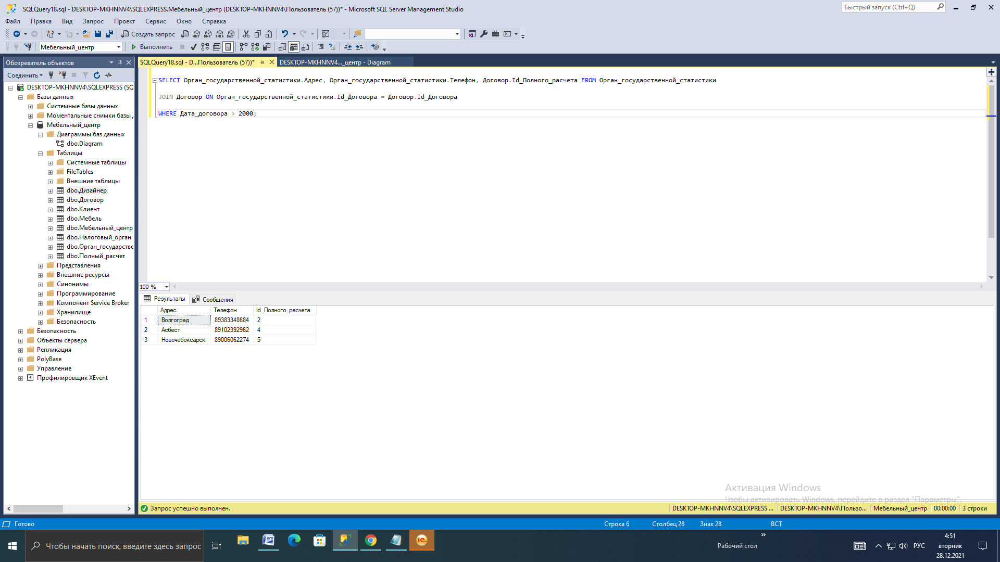 SQLQuery18.sql - DESKTOP-MKHNNV4\SQLEXPRESS.Мебельный_центр (DESKTOP-MKHNNV4\Пользователь (57))* - Microsoft SQL Server Management Studio
Быстрый запуск (Ctrl+Q)
Файл Правка Вид Запрос Проект Сервис Окно Справка
Создать запрос MDX DMX XMLA DAX
Мебельный_центр Выполнить
Обозреватель объектов
SQLQuery18.sql - D...Пользователь (57))* DESKTOP-MKHNNV4..._центр - Diagram
Соединить
DESKTOP-MKHNNV4\SQLEXPRESS (SQ
Базы данных
Системные базы данных
Моментальные снимки базы
Мебельный_центр
Диаграммы баз данных
dbo.Diagram
Таблицы
Системные таблицы
FileTables
Внешние таблицы
dbo.Дизайнер
dbo.Договор
dbo.Клиент
dbo.Мебель
dbo.Мебельный_центр
dbo.Налоговый_орган
dbo.Орган_государстве
dbo.Полный_расчет
Представления
Внешние ресурсы
Синонимы
Программирование
Компонент Service Broker
Хранилище
Безопасность
Безопасность
Объекты сервера
Репликация
PolyBase
Управление
Профилировщик XEvent
SELECT Орган_государственной_статистики.Адрес, Орган_государственной_статистики.Телефон, Договор.Id_Полного_расчета FROM Орган_государственной_статистики
JOIN Договор ON Орган_государственной_статистики.Id_Договора = Договор.Id_Договора
WHERE Дата_договора > 2000;
100 %
Результаты Сообщения
Адрес Телефон Id_Полного_расчета
1 Волгоград 89383348684 2
2 Асбест 89102392962 4
3 Новочебоксарск 89006062274 5
Активация Windows
Чтобы активировать Windows, перейдите в раздел "Параметры".
Запрос успешно выполнен. DESKTOP-MKHNNV4\SQLEXPRESS ... DESKTOP-MKHNNV4\Пользо... Мебельный_центр 00:00:00 3 строки
Готово Строка 6 Столбец 28 Знак 28 ВСТ
Чтобы начать поиск, введите здесь запрос
Рабочий стол
РУС
4:51
вторник
28.12.2021